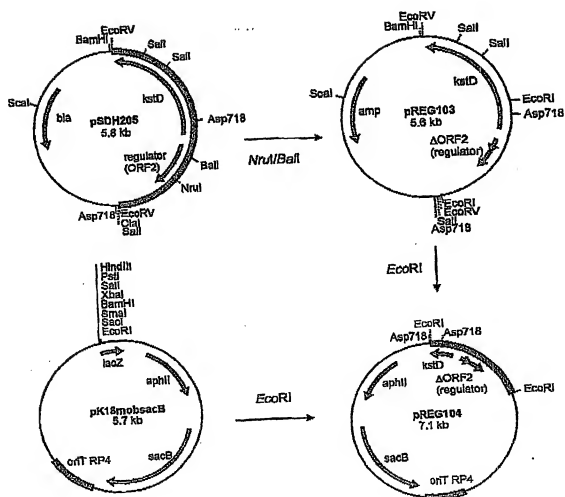 EcoRV
BamHI
SalI
SalI
ScaI
kstD
bla
pSDH205
5.8 kb
Asp718
regulator
(ORF2)
BalI
NruI
Asp718
EcoRV
ClaI
SalI
NruI/BalI
EcoRV
BamHI
SalI
SalI
kstD
ScaI
EcoRI
amp
pREG103
5.6 kb
Asp718
ΔORF2
(regulator)
EcoRI
EcoRV
SalI
Asp718
EcoRI
HindIII
PstI
SalI
XbaI
BamHI
SmaI
SacI
EcoRI
lacZ
aphII
pK18mobsacB
5.7 kb
oriT RP4
sacB
EcoRI
EcoRI
Asp718
Asp718
kstD
aphII
ΔORF2
(regulator)
EcoRI
pREG104
7.1 kb
sacB
oriT RP4